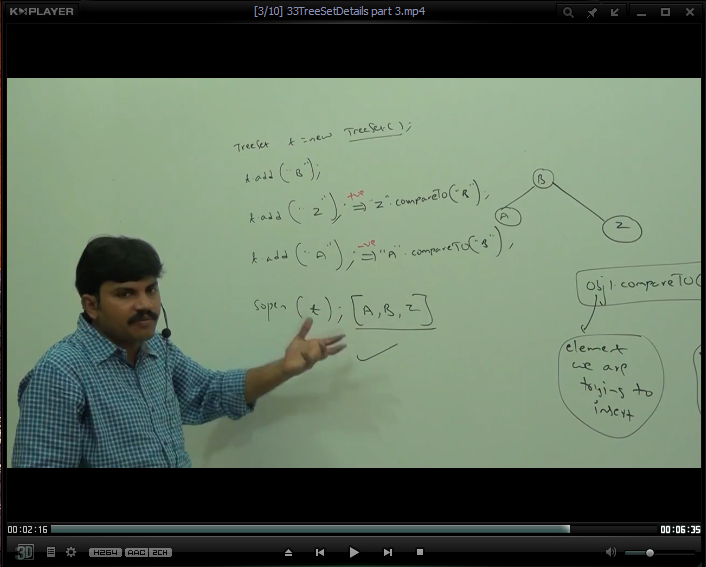 KMPLAYER
[3/10] 33TreeSetDetails part 3.mp4
TreeSet t=new TreeSet();
t.add("B");
t.add("Z"); +ve ⇒ "Z".compareTo("B");
t.add("A"); -ve ⇒ "A".compareTo("B");
Sopln(t); [A, B, Z]
B
A
Z
obj1.compareTo(
element
we are
trying to
insert
00:02:16
00:06:35
3D
H264 AAC 2CH